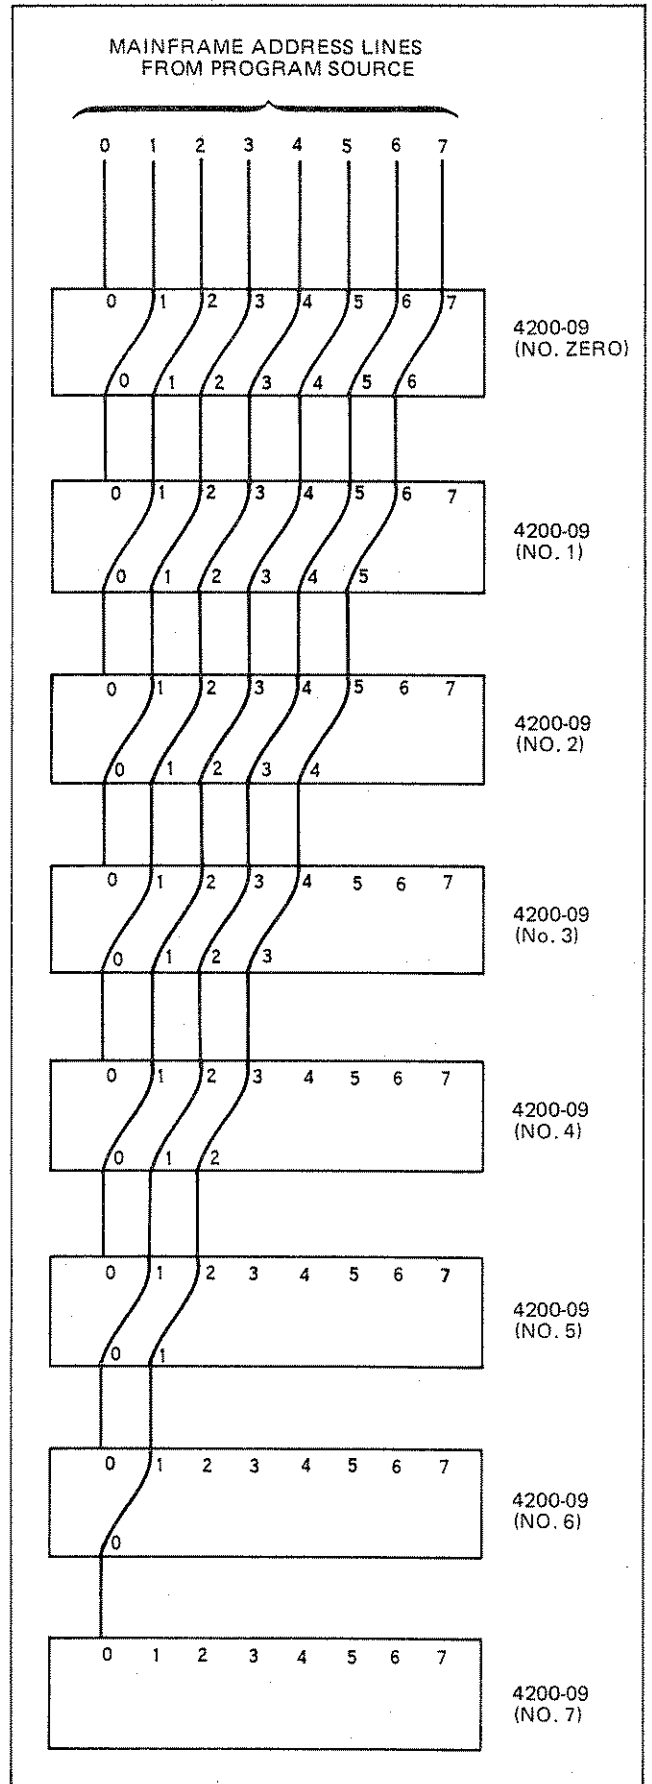 MAINFRAME ADDRESS LINES
FROM PROGRAM SOURCE
0 1 2 3 4 5 6 7
0 1 2 3 4 5 6 7
4200-09
(NO. ZERO)
0 1 2 3 4 5 6
0 1 2 3 4 5 6 7
4200-09
(NO. 1)
0 1 2 3 4 5
0 1 2 3 4 5 6 7
4200-09
(NO. 2)
0 1 2 3 4
0 1 2 3 4 5 6 7
4200-09
(No. 3)
0 1 2 3
0 1 2 3 4 5 6 7
4200-09
(NO. 4)
0 1 2
0 1 2 3 4 5 6 7
4200-09
(NO. 5)
0 1
0 1 2 3 4 5 6 7
4200-09
(NO. 6)
0
0 1 2 3 4 5 6 7
4200-09
(NO. 7)